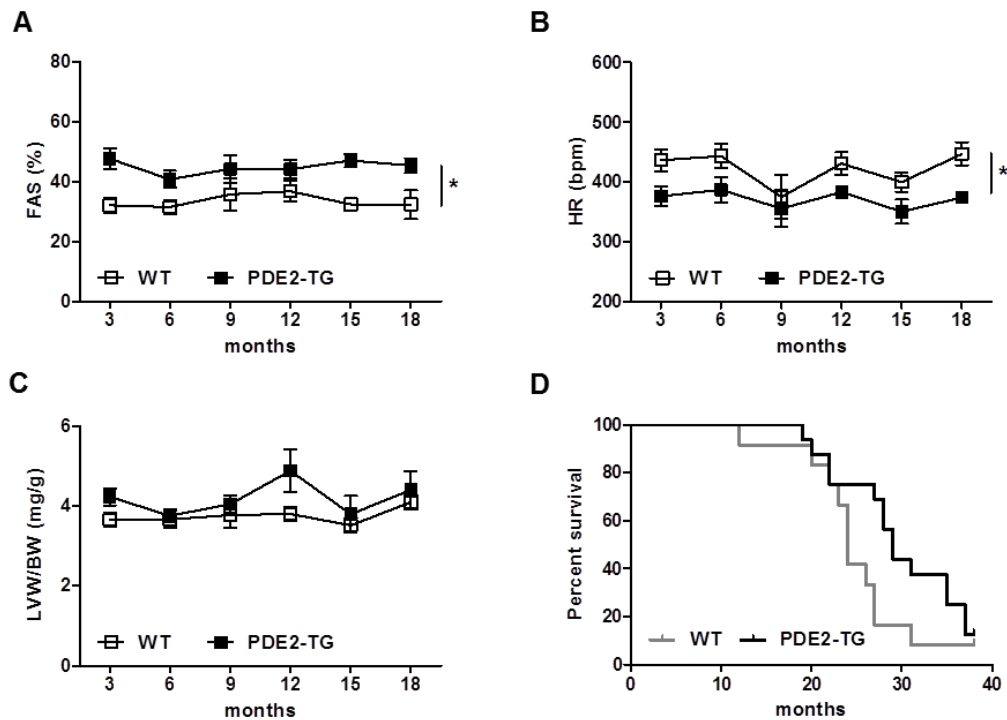 A
80
60
40
20
0
FAS (%)
*
WT PDE2-TG
3 6 9 12 15 18
months
B
600
500
400
300
200
HR (bpm)
*
WT PDE2-TG
3 6 9 12 15 18
months
C
6
4
2
0
LVW/BW (mg/g)
WT PDE2-TG
3 6 9 12 15 18
months
D
100
80
60
40
20
0
Percent survival
WT PDE2-TG
0 10 20 30 40
months